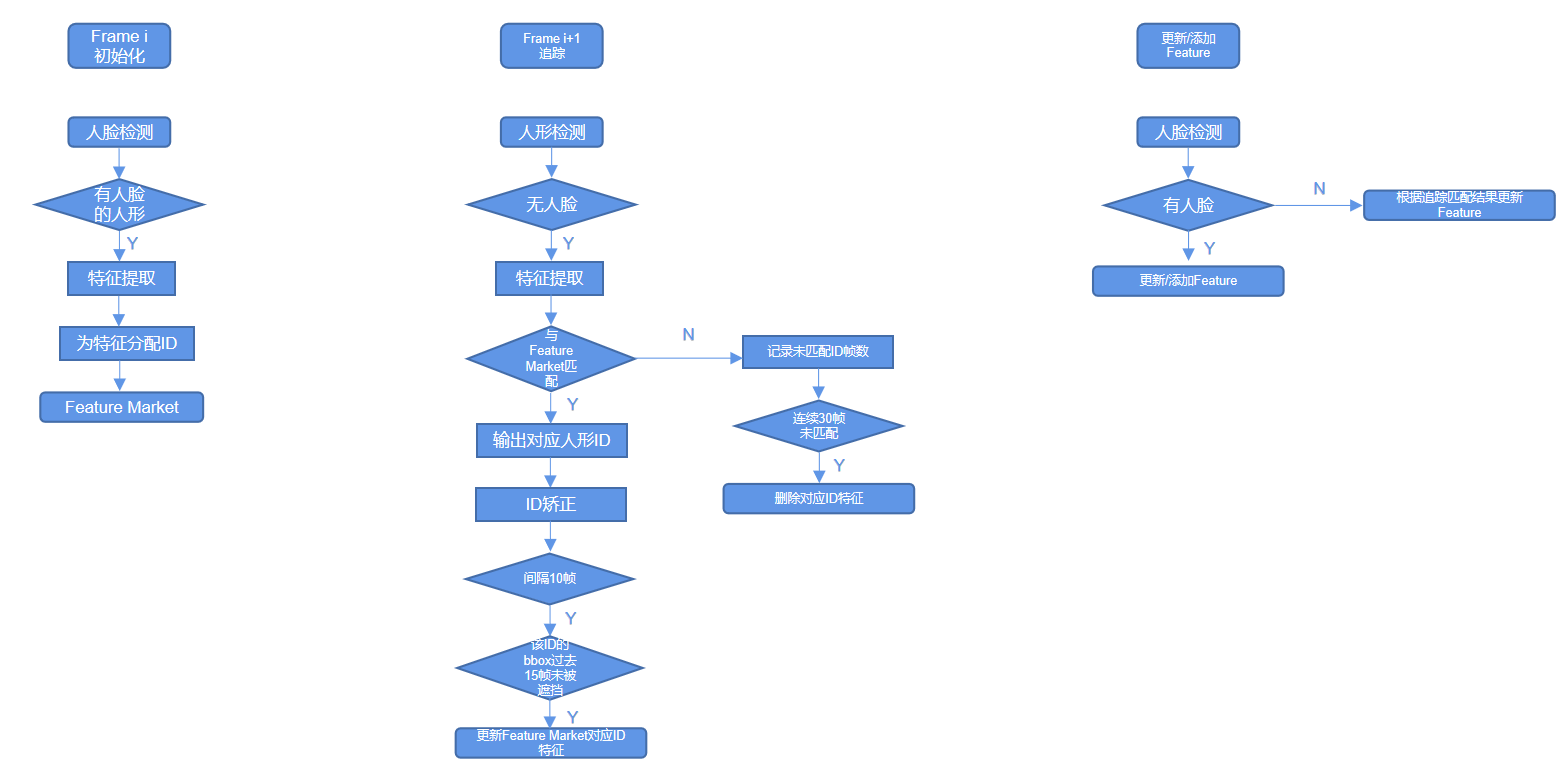 Frame i
初始化
人脸检测
有人脸
的人形
Y
特征提取
为特征分配ID
Feature Market
Frame i+1
追踪
人形检测
无人脸
Y
特征提取
与
Feature
Market匹
配
N
Y
记录未匹配ID帧数
连续30帧
未匹配
Y
删除对应ID特征
输出对应人形ID
ID矫正
间隔10帧
Y
该ID的
bbox过去
15帧未被
遮挡
Y
更新Feature Market对应ID
特征
更新/添加
Feature
人脸检测
有人脸
N
根据追踪匹配结果更新
Feature
Y
更新/添加Feature